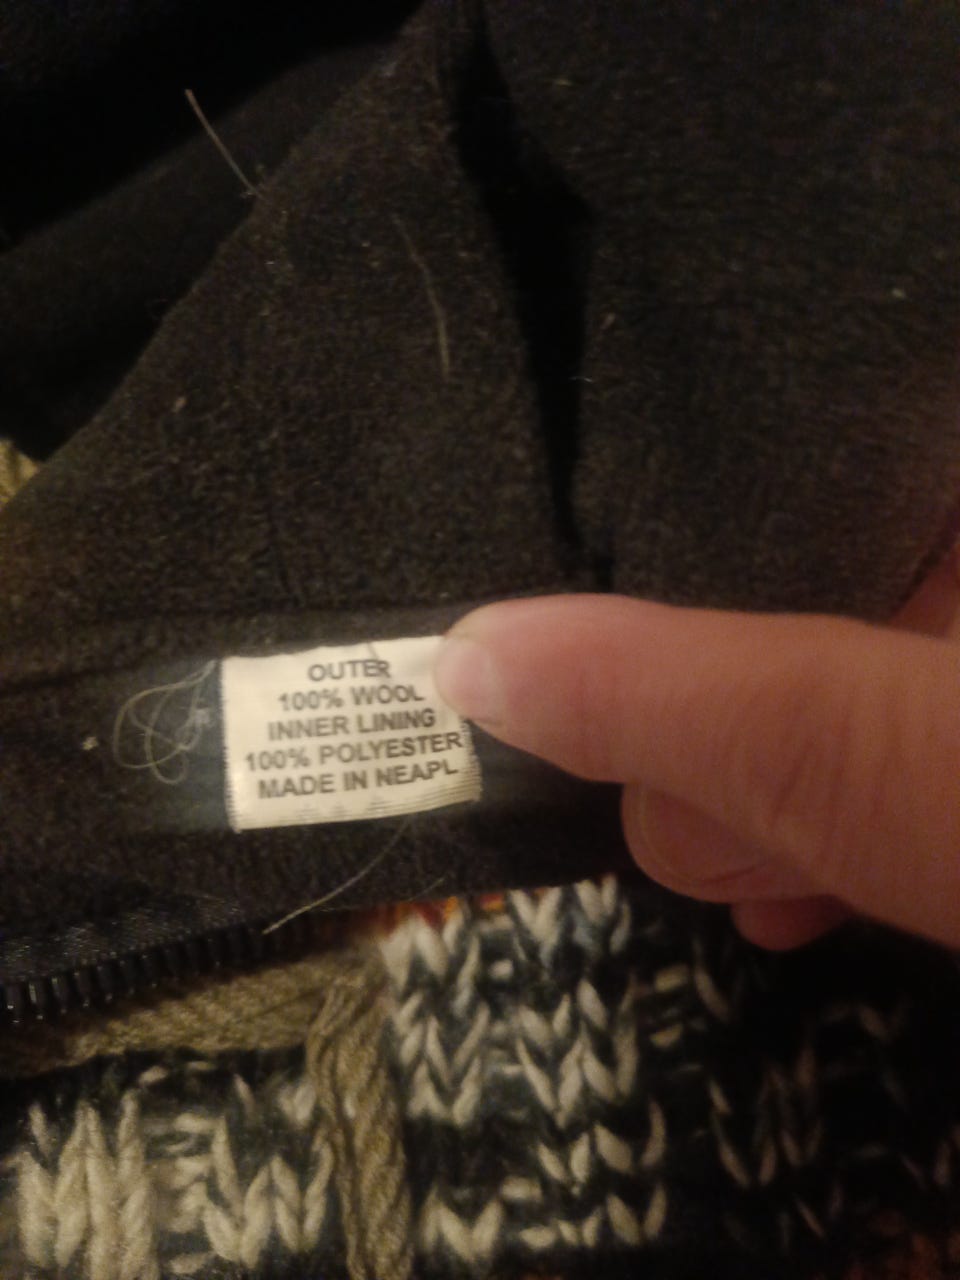 OUTER
100% WOOL
INNER LINING
100% POLYESTER
MADE IN NEAPL